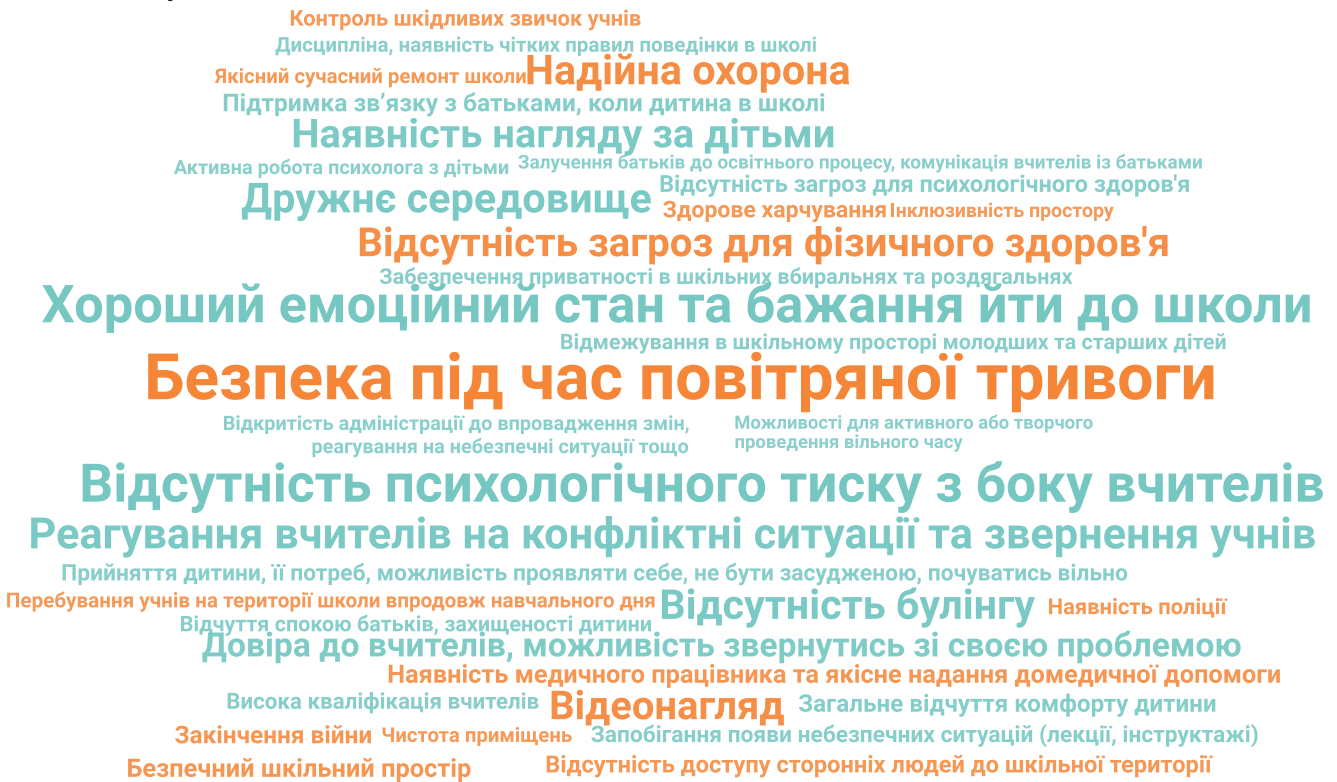 Контроль шкідливих звичок учнів
Дисципліна, наявність чітких правил поведінки в школі
Якісний сучасний ремонт школи
Надійна охорона
Підтримка зв’язку з батьками, коли дитина в школі
Наявність нагляду за дітьми
Активна робота психолога з дітьми
Залучення батьків до освітнього процесу, комунікація вчителів із батьками
Дружнє середовище
Відсутність загроз для психологічного здоров'я
Здорове харчування
Інклюзивність простору
Відсутність загроз для фізичного здоров'я
Забезпечення приватності в шкільних вбиральнях та роздягальнях
Хороший емоційний стан та бажання йти до школи
Відмежування в шкільному просторі молодших та старших дітей
Безпека під час повітряної тривоги
Відкритість адміністрації до впровадження змін,
реагування на небезпечні ситуації тощо
Можливості для активного або творчого
проведення вільного часу
Відсутність психологічного тиску з боку вчителів
Реагування вчителів на конфліктні ситуації та звернення учнів
Прийняття дитини, її потреб, можливість проявляти себе, не бути засудженою, почуватись вільно
Перебування учнів на території школи впродовж навчального дня
Відсутність булінгу
Наявність поліції
Відчуття спокою батьків, захищеності дитини
Довіра до вчителів, можливість звернутись зі своєю проблемою
Наявність медичного працівника та якісне надання домедичної допомоги
Висока кваліфікація вчителів
Відеонагляд
Загальне відчуття комфорту дитини
Закінчення війни
Чистота приміщень
Запобігання появи небезпечних ситуацій (лекції, інструктажі)
Безпечний шкільний простір
Відсутність доступу сторонніх людей до шкільної території